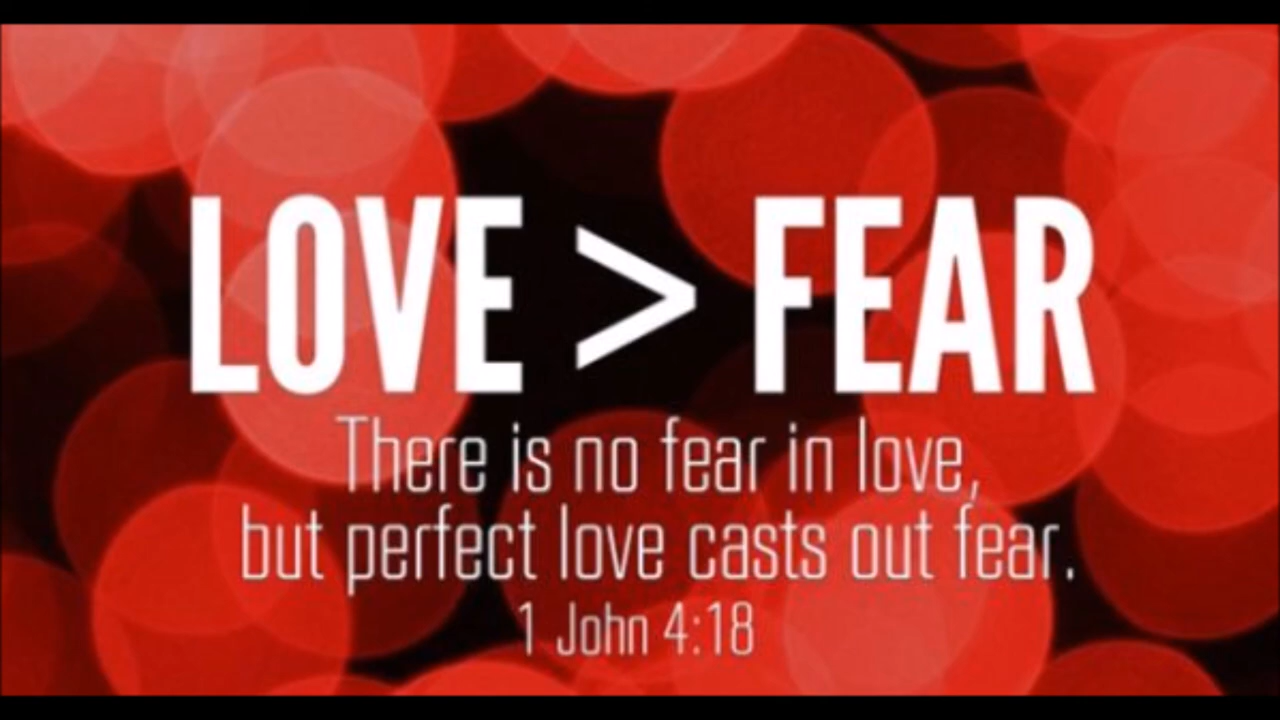 LOVE > FEAR
There is no fear in love,
but perfect love casts out fear.
1 John 4:18